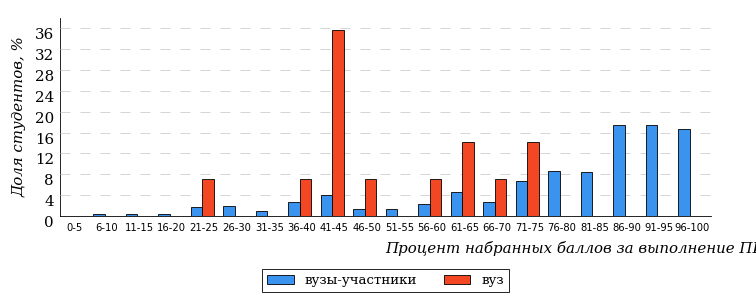 Доля студентов, %
36
32
28
24
20
16
12
8
4
0
0-5 6-10 11-15 16-20 21-25 26-30 31-35 36-40 41-45 46-50 51-55 56-60 61-65 66-70 71-75 76-80 81-85 86-90 91-95 96-100
Процент набранных баллов за выполнение
вузы-участники вуз